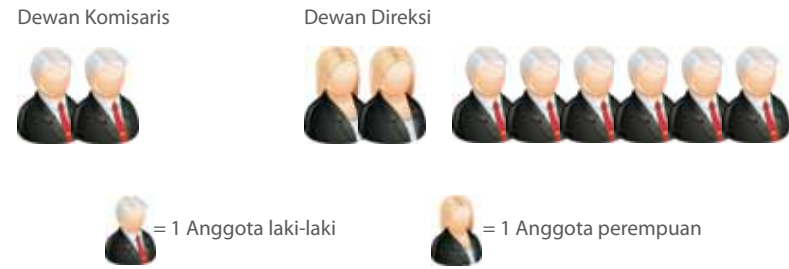 Dewan Komisaris
Dewan Direksi
= 1 Anggota laki-laki
= 1 Anggota perempuan